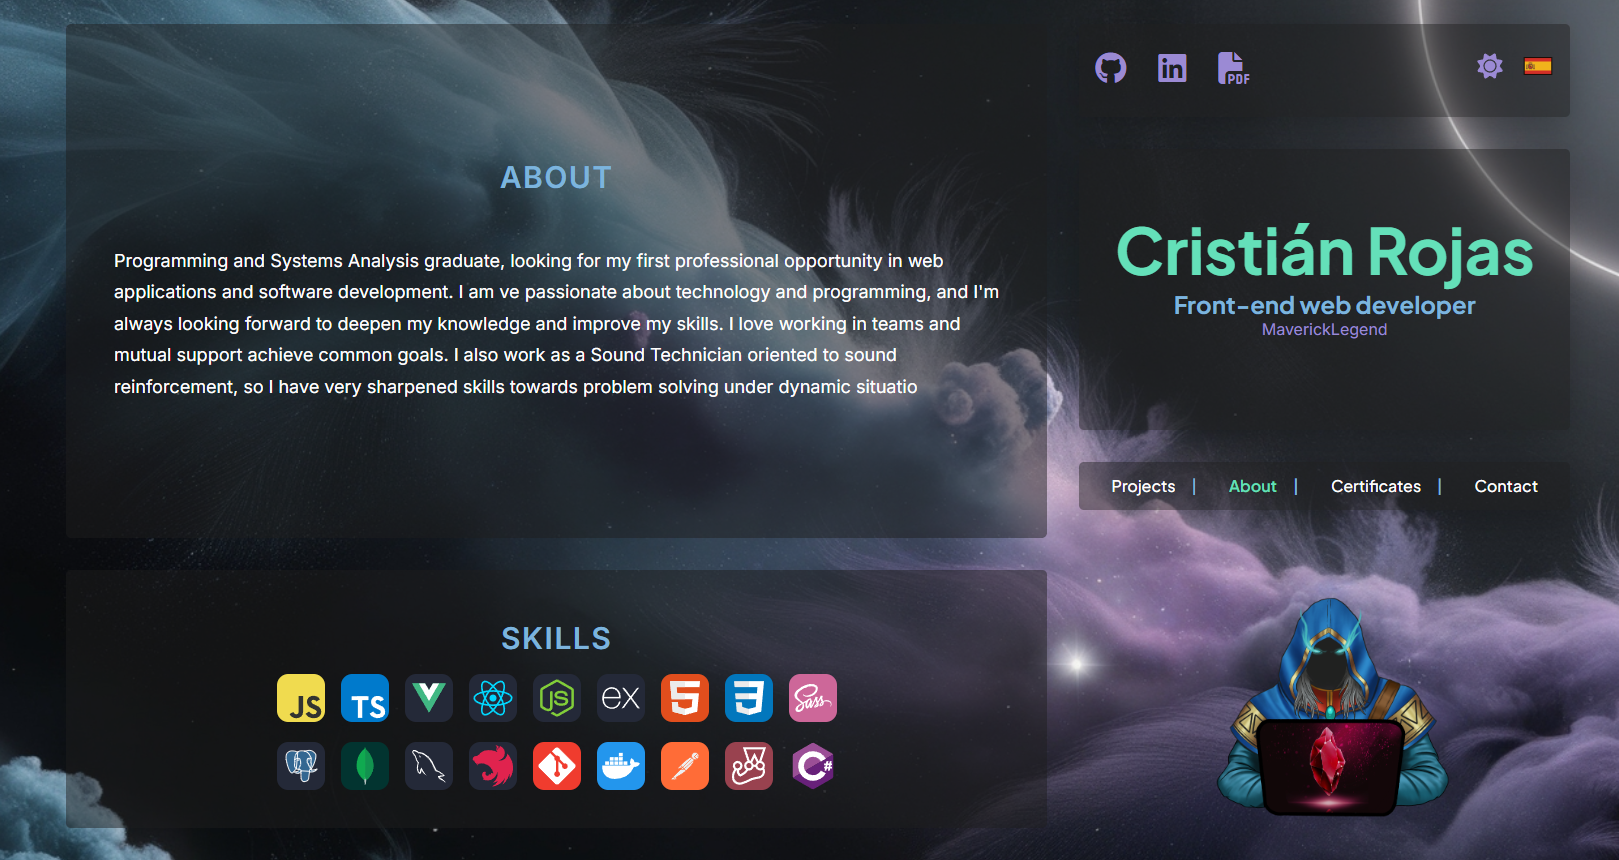 ABOUT
Programming and Systems Analysis graduate, looking for my first professional opportunity in web
applications and software development. I am ve passionate about technology and programming, and I'm
always looking forward to deepen my knowledge and improve my skills. I love working in teams and
mutual support achieve common goals. I also work as a Sound Technician oriented to sound
reinforcement, so I have very sharpened skills towards problem solving under dynamic situatio
SKILLS
JS TS JS ex 5 3 Sass
C#
in PDF
Cristián Rojas
Front-end web developer
MaverickLegend
Projects | About | Certificates | Contact